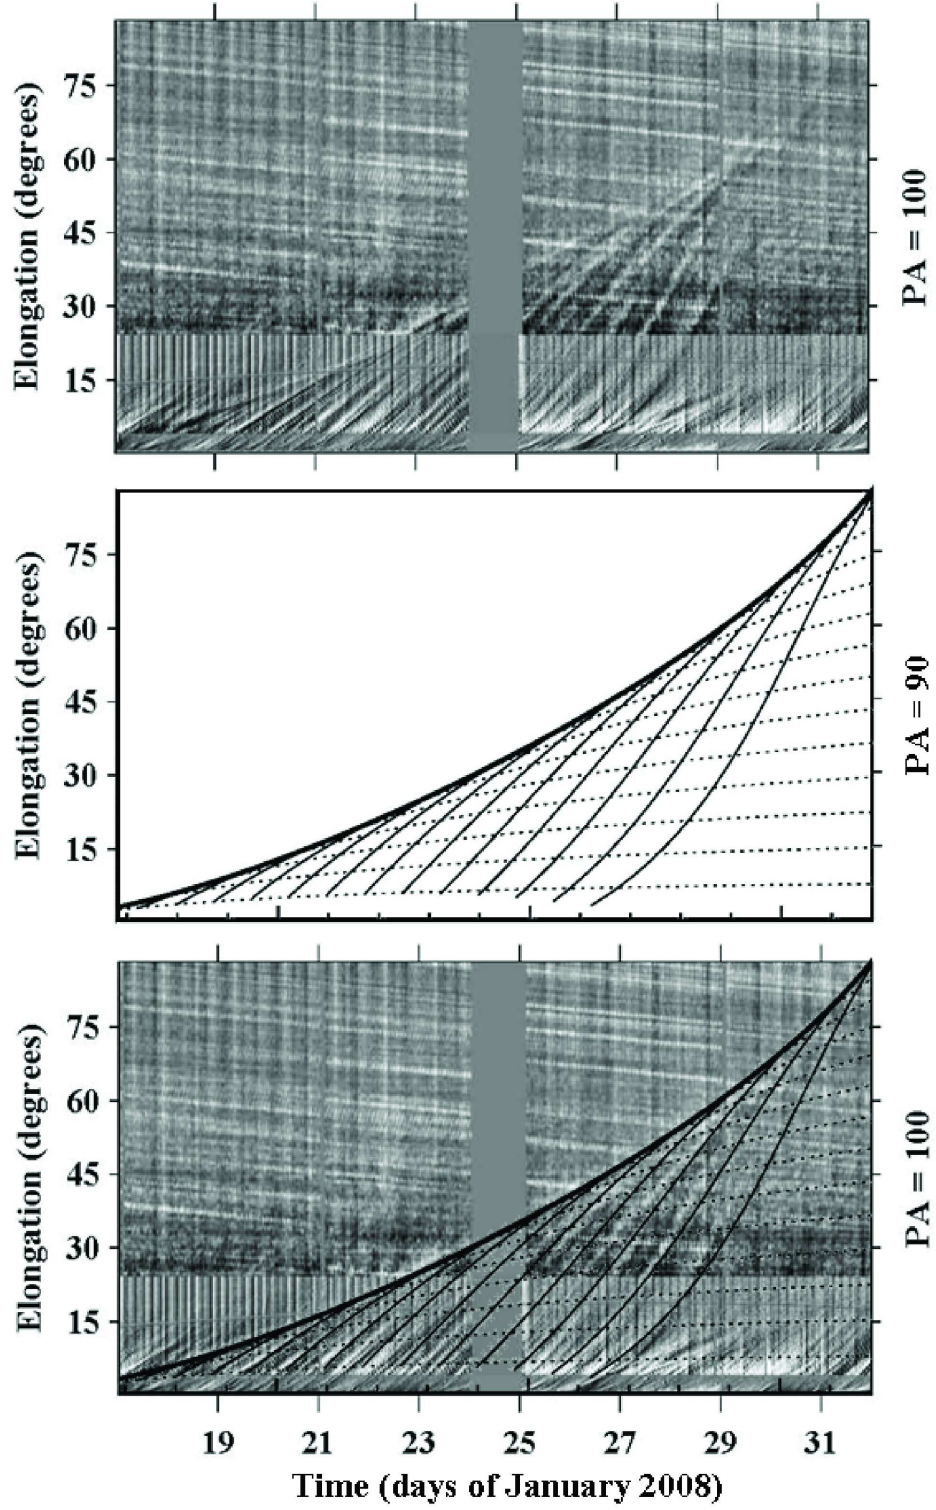 75
60
45
30
15
Elongation (degrees)
PA = 100
75
60
45
30
15
Elongation (degrees)
PA = 90
75
60
45
30
15
Elongation (degrees)
PA = 100
19 21 23 25 27 29 31
Time (days of January 2008)